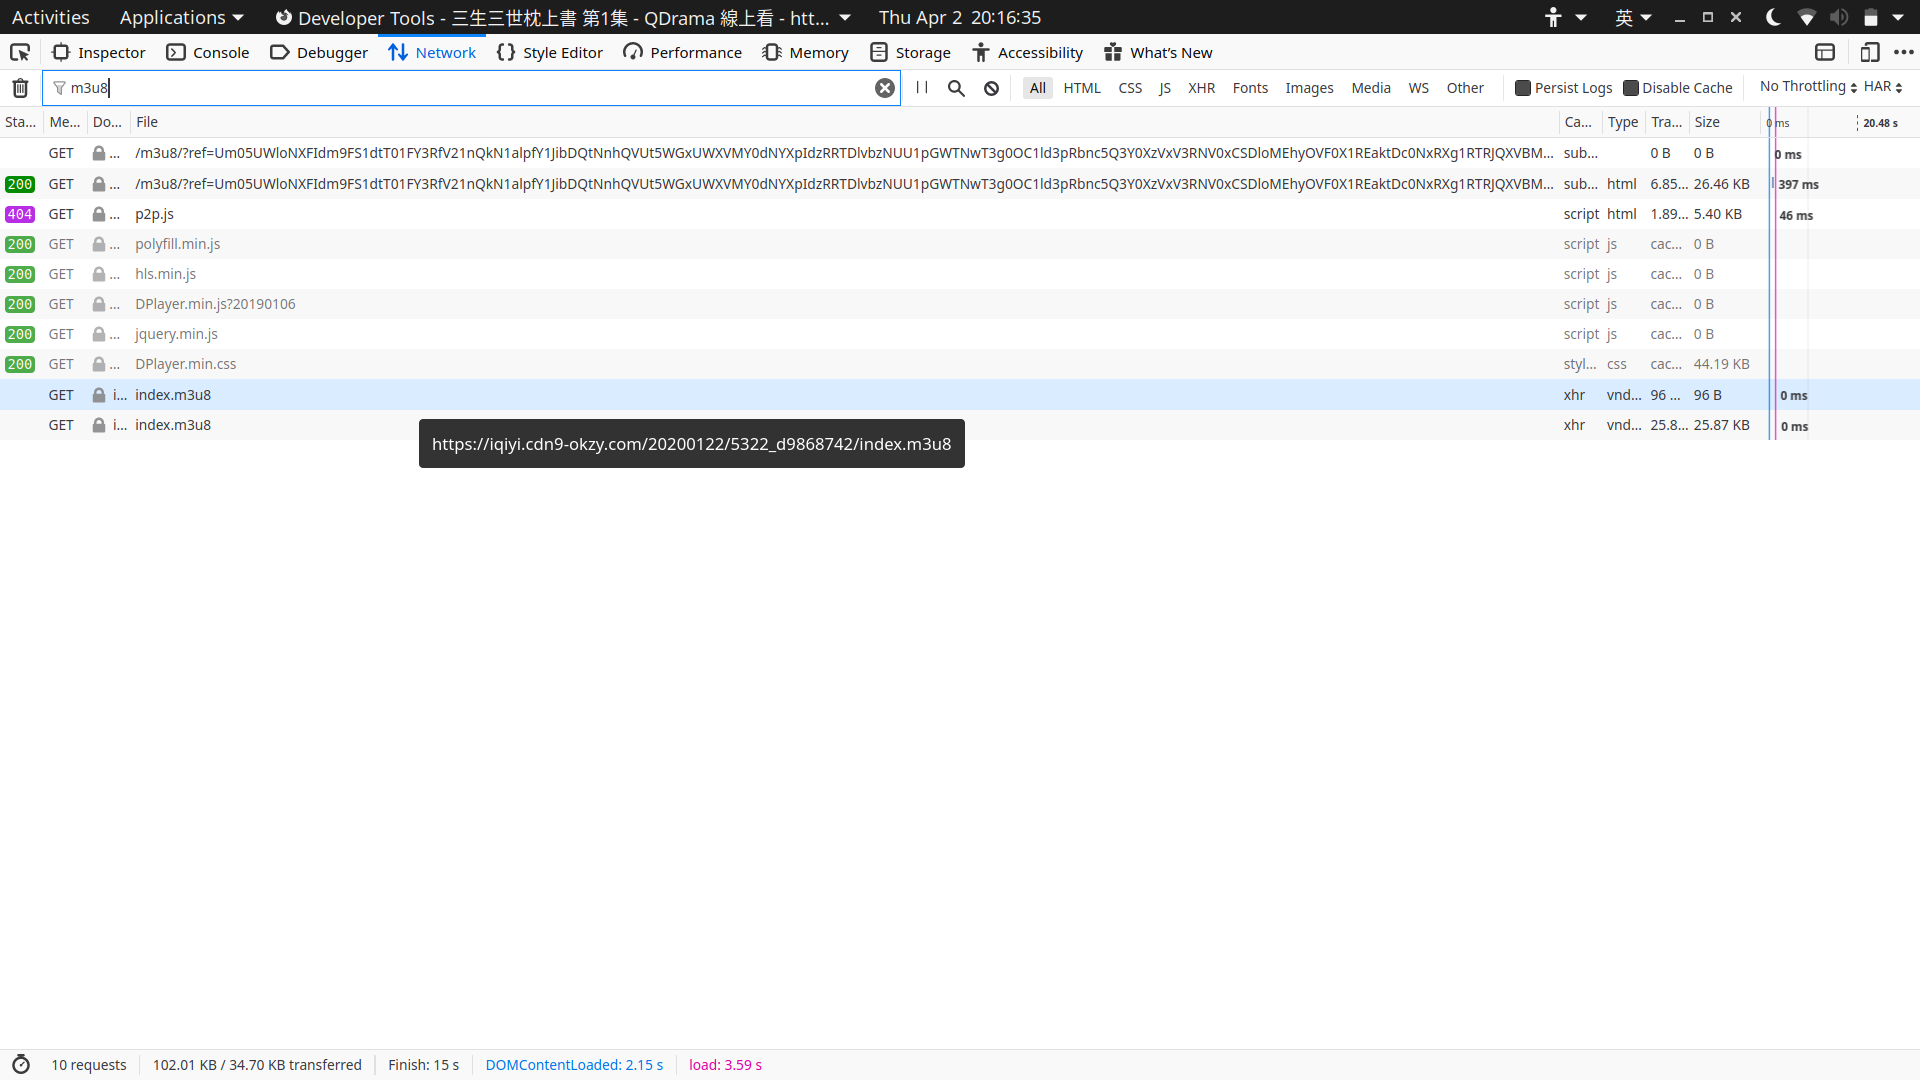 Activities Applications Developer Tools - 三生三世枕上書 第1集 - QDrama 線上看 - htt... Thu Apr 2 20:16:35 英
Inspector Console Debugger Network Style Editor Performance Memory Storage Accessibility What's New
m3u8 All HTML CSS JS XHR Fonts Images Media WS Other Persist Logs Disable Cache No Throttling HAR
Sta... Me... Do... File Ca... Type Tra... Size 0 ms 20.48 s
GET ... /m3u8/?ref=Um05UWloNXFIdm9FS1dtT01FY3RfV21nQkN1alpfY1JibDQtNnhQVUt5WGxUWXVMY0dNYXpIdzRRTDlvbzNUU1pGWTNwT3g0OC1ld3pRbnc5Q3Y0XzVxV3RNV0xCSDloMEhyOVF0X1REaktDc0NxRXg1RTRJQXVBM... sub... 0 B 0 B 0 ms
200 GET ... /m3u8/?ref=Um05UWloNXFIdm9FS1dtT01FY3RfV21nQkN1alpfY1JibDQtNnhQVUt5WGxUWXVMY0dNYXpIdzRRTDlvbzNUU1pGWTNwT3g0OC1ld3pRbnc5Q3Y0XzVxV3RNV0xCSDloMEhyOVF0X1REaktDc0NxRXg1RTRJQXVBM... sub... html 6.85... 26.46 KB 397 ms
404 GET ... p2p.js script html 1.89... 5.40 KB 46 ms
200 GET ... polyfill.min.js script js cac... 0 B
200 GET ... hls.min.js script js cac... 0 B
200 GET ... DPlayer.min.js?20190106 script js cac... 0 B
200 GET ... jquery.min.js script js cac... 0 B
200 GET ... DPlayer.min.css styl... css cac... 44.19 KB
GET i... index.m3u8 xhr vnd... 96 ... 96 B 0 ms
GET i... index.m3u8 xhr vnd... 25.8... 25.87 KB 0 ms
https://iqiyi.cdn9-okzy.com/20200122/5322_d9868742/index.m3u8
10 requests 102.01 KB / 34.70 KB transferred Finish: 15 s DOMContentLoaded: 2.15 s load: 3.59 s